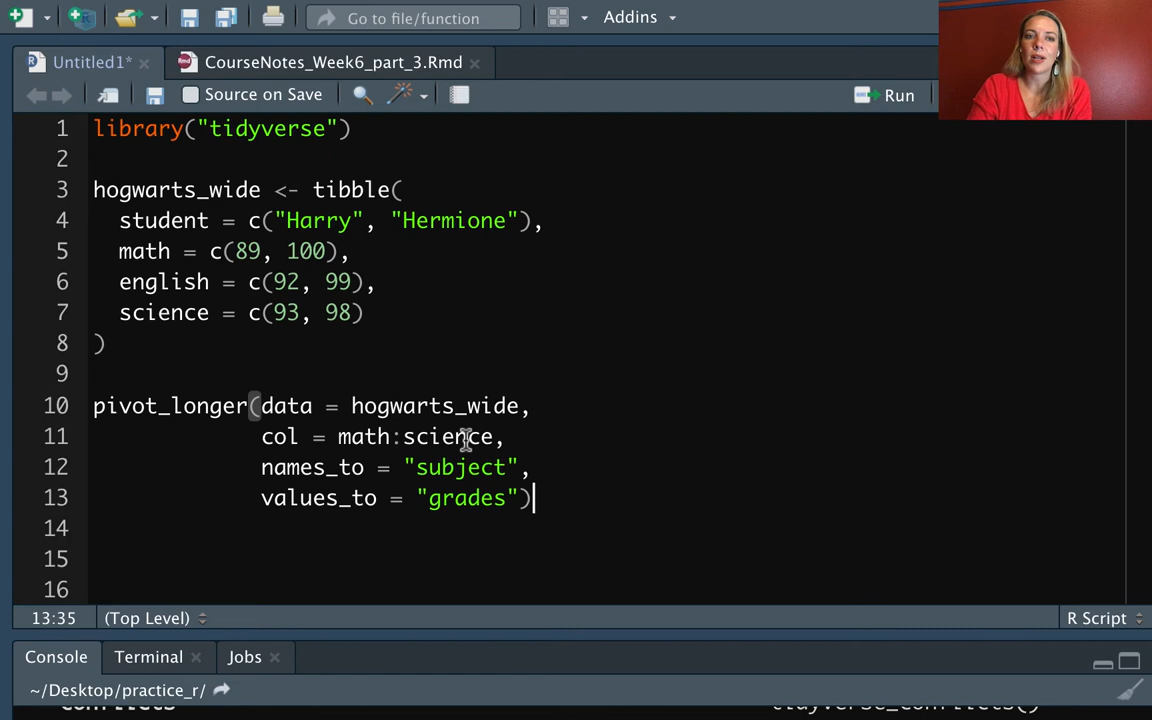 Go to file/function
Addins
Untitled1*
CourseNotes_Week6_part_3.Rmd
Source on Save
Run
1 library("tidyverse")
2
3 hogwarts_wide <- tibble(
4 student = c("Harry", "Hermione"),
5 math = c(89, 100),
6 english = c(92, 99),
7 science = c(93, 98)
8 )
9
10 pivot_longer(data = hogwarts_wide,
11 col = math:science,
12 names_to = "subject",
13 values_to = "grades")
14
15
16
13:35 (Top Level) R Script
Console Terminal Jobs
~/Desktop/practice_r/
conflicts tidyverse_conflicts()